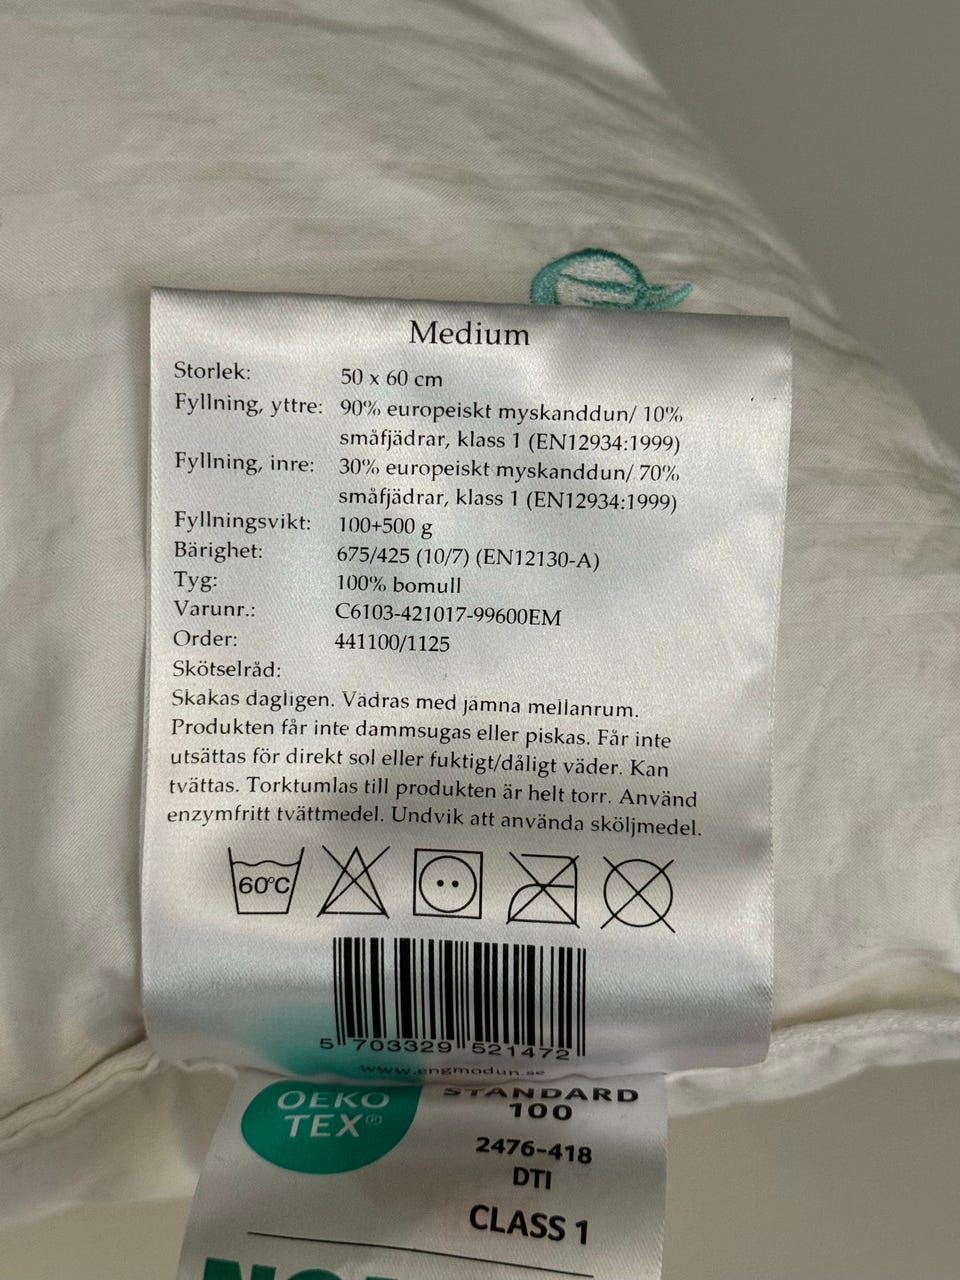 Medium
Storlek: 50 x 60 cm
Fyllning, yttre: 90% europeiskt myskanddun/ 10%
småfjädrar, klass 1 (EN12934:1999)
Fyllning, inre: 30% europeiskt myskanddun/ 70%
småfjädrar, klass 1 (EN12934:1999)
Fyllningsvikt: 100+500 g
Bärighet: 675/425 (10/7) (EN12130-A)
Tyg: 100% bomull
Varunr.: C6103-421017-99600EM
Order: 441100/1125
Skötselråd:
Skakas dagligen. Vädras med jämna mellanrum.
Produkten får inte dammsugas eller piskas. Får inte
utsättas för direkt sol eller fuktigt/dåligt väder. Kan
tvättas. Torktumlas till produkten är helt torr. Använd
enzymfritt tvättmedel. Undvik att använda sköljmedel.
60°C
5 703329 521472
www.engmodun.se
OEKO
TEX®
STANDARD
100
2476-418
DTI
CLASS 1